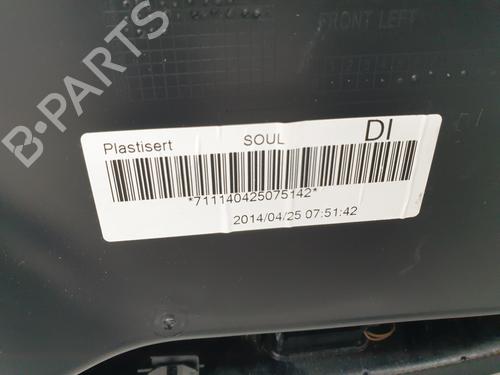 FRONT LEFT
Plastisert SOUL DI
*711140425075142*
2014/04/25 07:51:42
B-PARTS